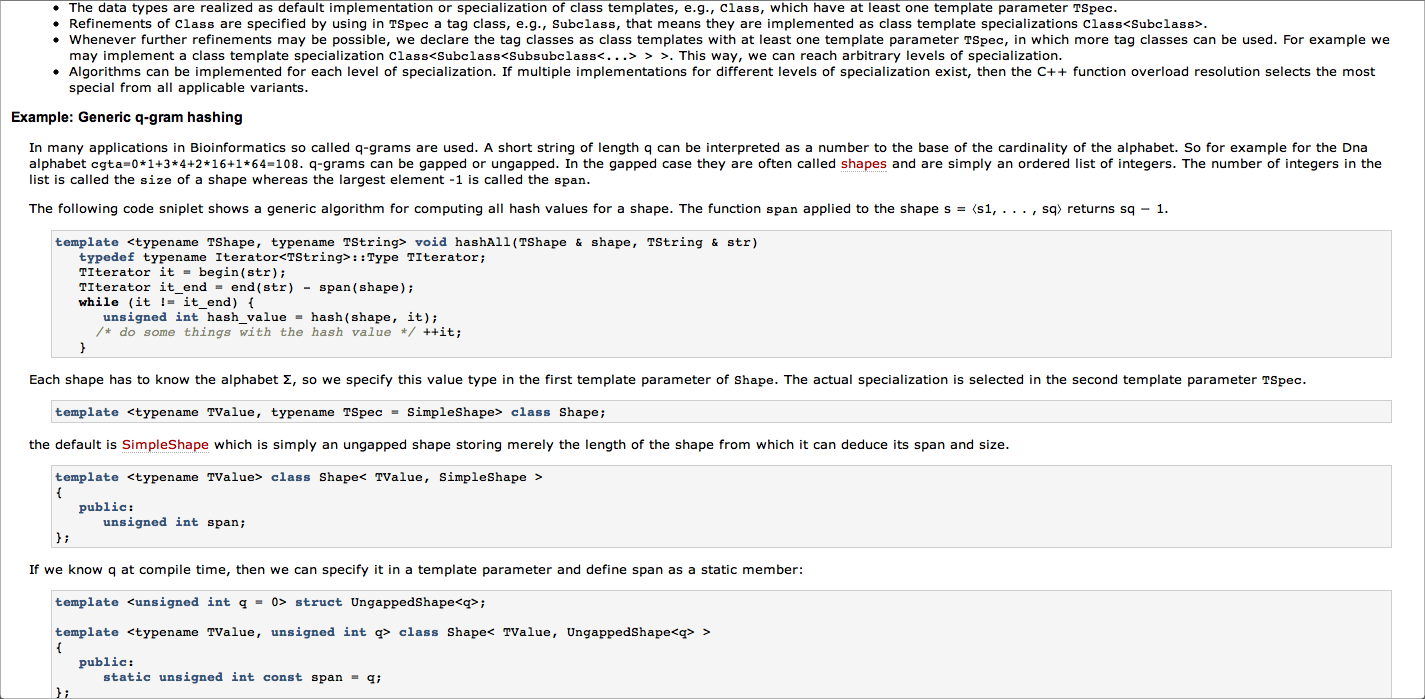 • The data types are realized as default implementation or specialization of class templates, e.g., Class, which have at least one template parameter TSpec.
• Refinements of Class are specified by using in TSpec a tag class, e.g., Subclass, that means they are implemented as class template specializations Class<Subclass>.
• Whenever further refinements may be possible, we declare the tag classes as class templates with at least one template parameter TSpec, in which more tag classes can be used. For example we
may implement a class template specialization Class<Subclass<Subsubclass<...> > >. This way, we can reach arbitrary levels of specialization.
• Algorithms can be implemented for each level of specialization. If multiple implementations for different levels of specialization exist, then the C++ function overload resolution selects the most
special from all applicable variants.
Example: Generic q-gram hashing
In many applications in Bioinformatics so called q-grams are used. A short string of length q can be interpreted as a number to the base of the cardinality of the alphabet. So for example for the Dna
alphabet cgta=0*1+3*4+2*16+1*64=108. q-grams can be gapped or ungapped. In the gapped case they are often called shapes and are simply an ordered list of integers. The number of integers in the
list is called the size of a shape whereas the largest element -1 is called the span.
The following code sniplet shows a generic algorithm for computing all hash values for a shape. The function span applied to the shape s = ⟨s1, . . . , sq⟩ returns sq − 1.
template <typename TShape, typename TString> void hashAll(TShape & shape, TString & str)
typedef typename Iterator<TString>::Type TIterator;
TIterator it = begin(str);
TIterator it_end = end(str) - span(shape);
while (it != it_end) {
unsigned int hash_value = hash(shape, it);
/* do some things with the hash value */ ++it;
}
Each shape has to know the alphabet Σ, so we specify this value type in the first template parameter of Shape. The actual specialization is selected in the second template parameter TSpec.
template <typename TValue, typename TSpec = SimpleShape> class Shape;
the default is SimpleShape which is simply an ungapped shape storing merely the length of the shape from which it can deduce its span and size.
template <typename TValue> class Shape< TValue, SimpleShape >
{
public:
unsigned int span;
};
If we know q at compile time, then we can specify it in a template parameter and define span as a static member:
template <unsigned int q = 0> struct UngappedShape<q>;
template <typename TValue, unsigned int q> class Shape< TValue, UngappedShape<q> >
{
public:
static unsigned int const span = q;
};